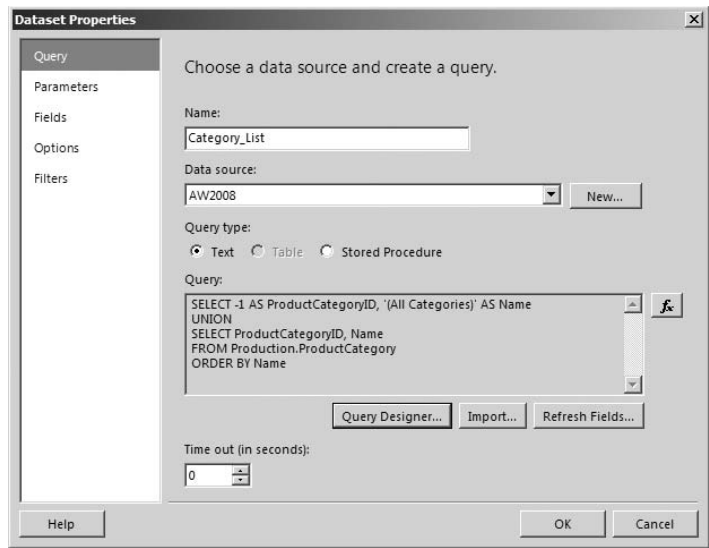 Dataset Properties
Query
Parameters
Fields
Options
Filters
Choose a data source and create a query.
Name:
Category_List
Data source:
AW2008
New...
Query type:
Text
Table
Stored Procedure
Query:
SELECT -1 AS ProductCategoryID, '(All Categories)' AS Name
UNION
SELECT ProductCategoryID, Name
FROM Production.ProductCategory
ORDER BY Name
fx
Query Designer...
Import...
Refresh Fields...
Time out (in seconds):
0
Help
OK
Cancel